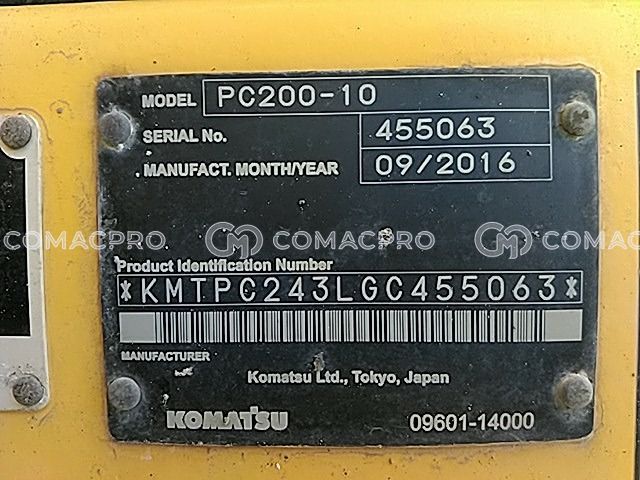 MODEL PC200-10
SERIAL No. 455063
MANUFACT. MONTH/YEAR 09/2016
COMACPRO COMACPRO COMACPRO
Product Identification Number
*KMTPC243LGC455063*
MANUFACTURER
Komatsu Ltd., Tokyo, Japan
KOMATSU 09601-14000